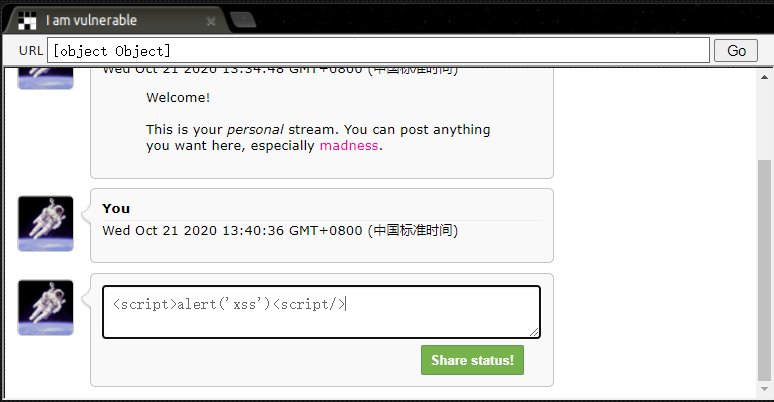 I am vulnerable
URL [object Object] Go
Wed Oct 21 2020 13:34:48 GMT+0800 (中国标准时间)
Welcome!
This is your personal stream. You can post anything
you want here, especially madness.
You
Wed Oct 21 2020 13:40:36 GMT+0800 (中国标准时间)
<script>alert('xss')<script/>
Share status!